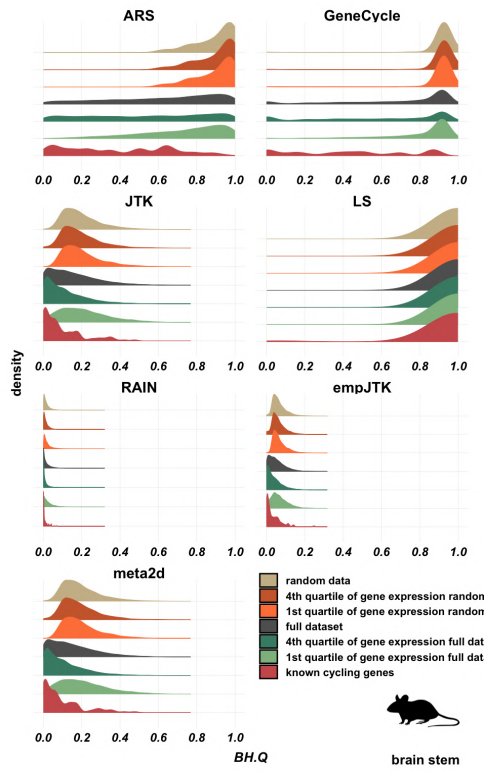 ARS GeneCycle
0.0 0.2 0.4 0.6 0.8 1.0 0.0 0.2 0.4 0.6 0.8 1.0
JTK LS
0.0 0.2 0.4 0.6 0.8 1.0 0.0 0.2 0.4 0.6 0.8 1.0
density
RAIN empJTK
0.0 0.2 0.4 0.6 0.8 1.0 0.0 0.2 0.4 0.6 0.8 1.0
meta2d
0.0 0.2 0.4 0.6 0.8 1.0
random data
4th quartile of gene expression random
1st quartile of gene expression random
full dataset
4th quartile of gene expression full dat
1st quartile of gene expression full dat
known cycling genes
BH.Q
brain stem